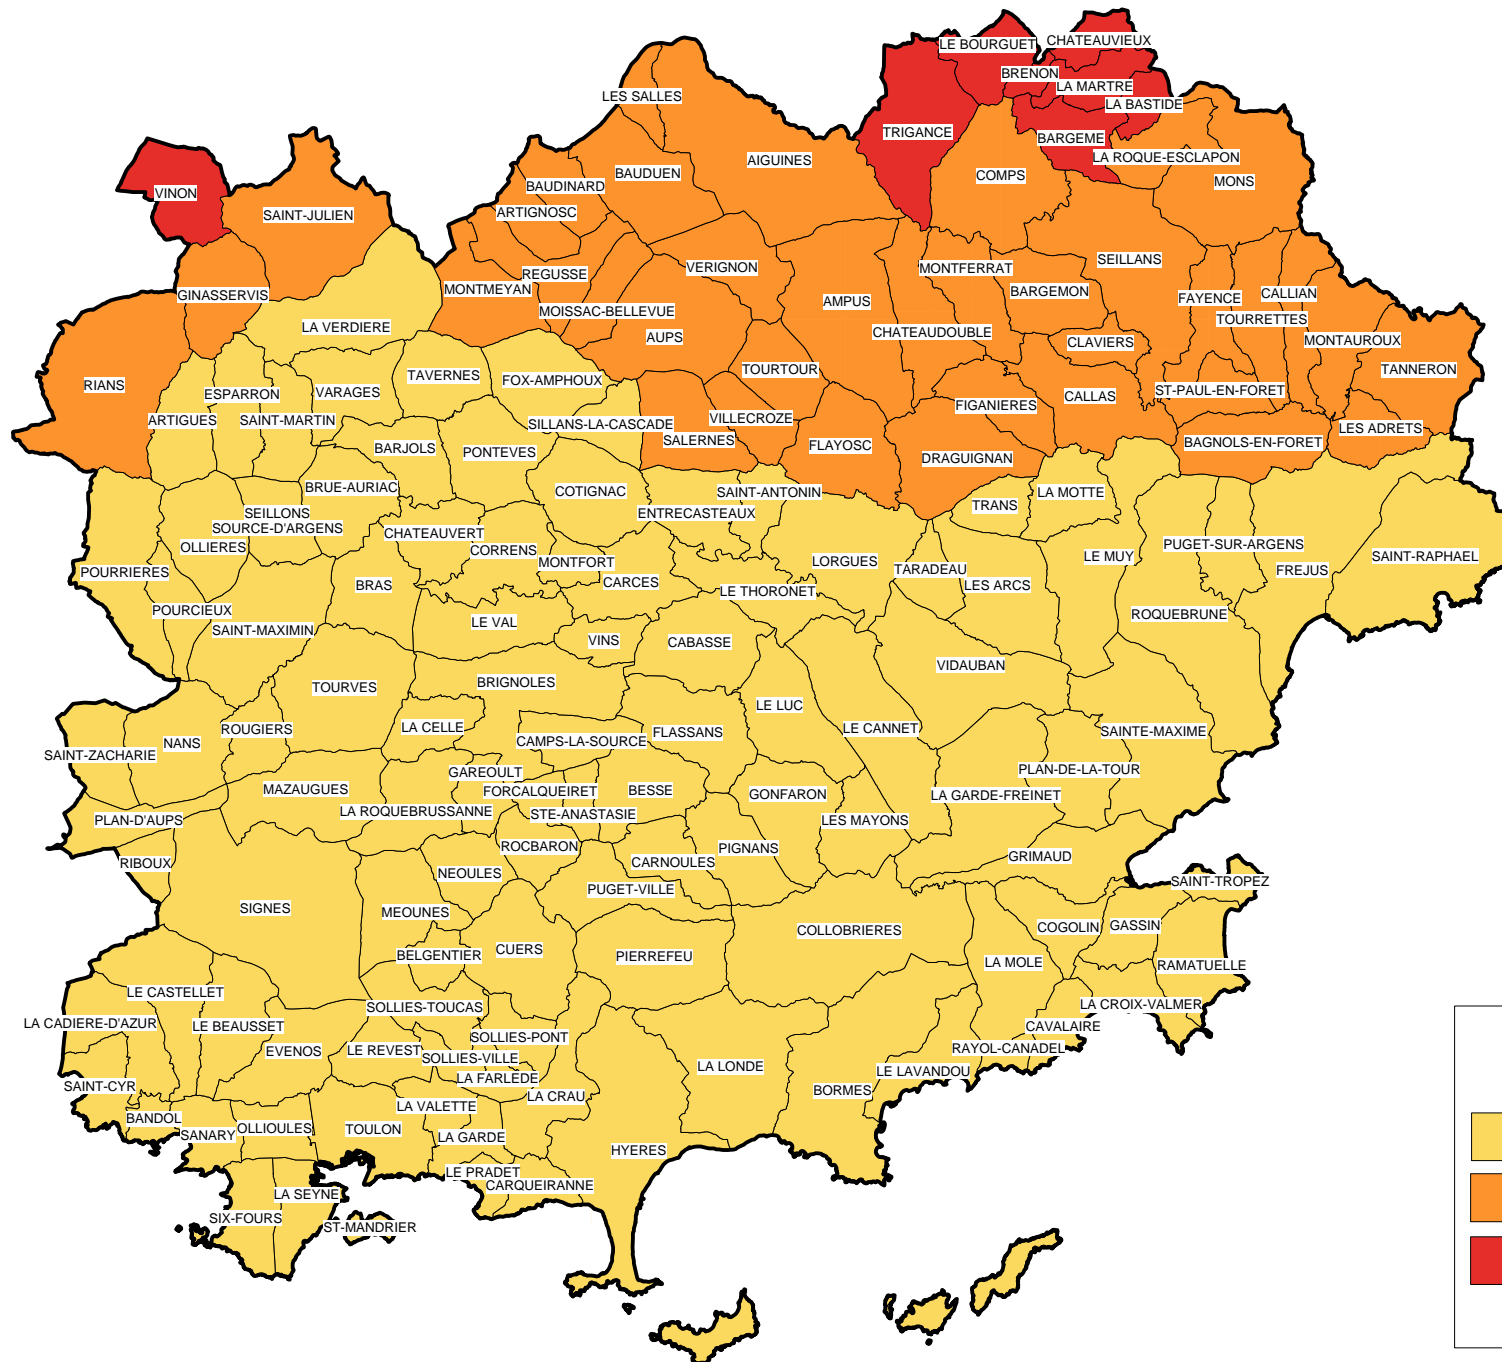 CHATEAUVIEUX
LE BOURGUET
BRENON
LA MARTRE
LES SALLES
LA BASTIDE
TRIGANCE
BARGEME
AIGUINES
LA ROQUE-ESCLAPON
BAUDUEN
COMPS
MONS
BAUDINARD
VINON
ARTIGNOSC
SAINT-JULIEN
SEILLANS
VERIGNON
MONTFERRAT
REGUSSE
MONTMEYAN
BARGEMON
CALLIAN
GINASSERVIS
FAYENCE
AMPUS
MOISSAC-BELLEVUE
TOURRETTES
LA VERDIERE
CHATEAUDOUBLE
AUPS
CLAVIERS
MONTAUROUX
TOURTOUR
TANNERON
TAVERNES
FOX-AMPHOUX
RIANS
ESPARRON
VARAGES
ST-PAUL-EN-FORET
CALLAS
FIGANIERES
VILLECROZE
ARTIGUES
SAINT-MARTIN
SILLANS-LA-CASCADE
LES ADRETS
SALERNES
FLAYOSC
BAGNOLS-EN-FORET
BARJOLS
PONTEVES
DRAGUIGNAN
BRUE-AURIAC
COTIGNAC
SAINT-ANTONIN
LA MOTTE
TRANS
SEILLONS
SOURCE-D'ARGENS
ENTRECASTEAUX
CHATEAUVERT
OLLIERES
CORRENS
MONTFORT
PUGET-SUR-ARGENS
LE MUY
SAINT-RAPHAEL
LORGUES
TARADEAU
FREJUS
POURRIERES
CARCES
BRAS
LES ARCS
LE THORONET
POURCIEUX
ROQUEBRUNE
LE VAL
SAINT-MAXIMIN
VINS
CABASSE
VIDAUBAN
BRIGNOLES
TOURVES
LE LUC
ROUGIERS
LA CELLE
LE CANNET
FLASSANS
SAINTE-MAXIME
NANS
CAMPS-LA-SOURCE
SAINT-ZACHARIE
PLAN-DE-LA-TOUR
GAREOULT
MAZAUGUES
FORCALQUEIRET
BESSE
GONFARON
LA GARDE-FREINET
LA ROQUEBRUSSANNE
STE-ANASTASIE
PLAN-D'AUPS
LES MAYONS
ROCBARON
PIGNANS
GRIMAUD
RIBOUX
CARNOULES
NEOULES
SAINT-TROPEZ
PUGET-VILLE
SIGNES
MEOUNES
GASSIN
COGOLIN
COLLOBRIERES
CUERS
BELGENTIER
PIERREFEU
LA MOLE
RAMATUELLE
LE CASTELLET
LA CROIX-VALMER
SOLLIES-TOUCAS
LA CADIERE-D'AZUR
LE BEAUSSET
CAVALAIRE
SOLLIES-PONT
EVENOS
LE REVEST
RAYOL-CANADEL
SOLLIES-VILLE
LA LONDE
LE LAVANDOU
LA FARLEDE
SAINT-CYR
BORMES
LA CRAU
LA VALETTE
BANDOL
OLLIOULES
TOULON
SANARY
LA GARDE
HYERES
LE PRADET
CARQUEIRANNE
LA SEYNE
SIX-FOURS
ST-MANDRIER